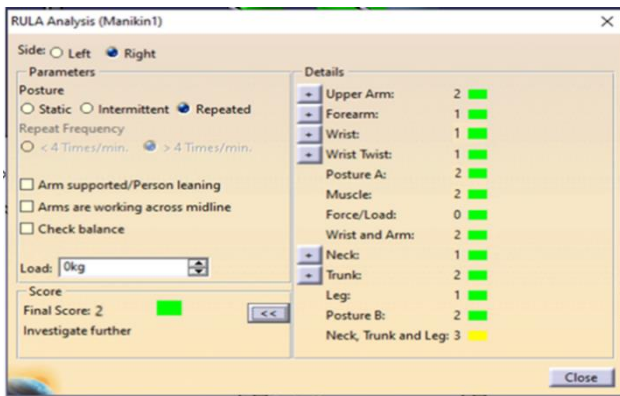 RULA Analysis (Manikin1)
Side: Left Right
Parameters
Posture
Static Intermittent Repeated
Repeat Frequency
< 4 Times/min. > 4 Times/min.
Arm supported/Person leaning
Arms are working across midline
Check balance
Load: 0kg
Score
Final Score: 2
<<
Investigate further
Details
+ Upper Arm: 2
+ Forearm: 1
+ Wrist: 1
+ Wrist Twist: 1
Posture A: 2
Muscle: 2
Force/Load: 0
Wrist and Arm: 2
+ Neck: 1
+ Trunk: 2
Leg: 1
Posture B: 2
Neck, Trunk and Leg: 3
Close